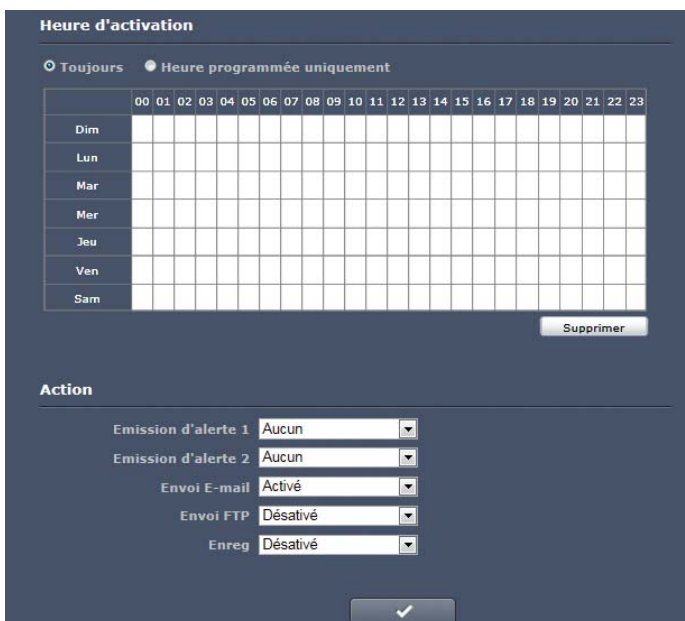 Heure d'activation
Toujours Heure programmée uniquement
00 01 02 03 04 05 06 07 08 09 10 11 12 13 14 15 16 17 18 19 20 21 22 23
Dim
Lun
Mar
Mer
Jeu
Ven
Sam
Supprimer
Action
Emission d'alerte 1 Aucun
Emission d'alerte 2 Aucun
Envoi E-mail Activé
Envoi FTP Désativé
Enreg Désativé